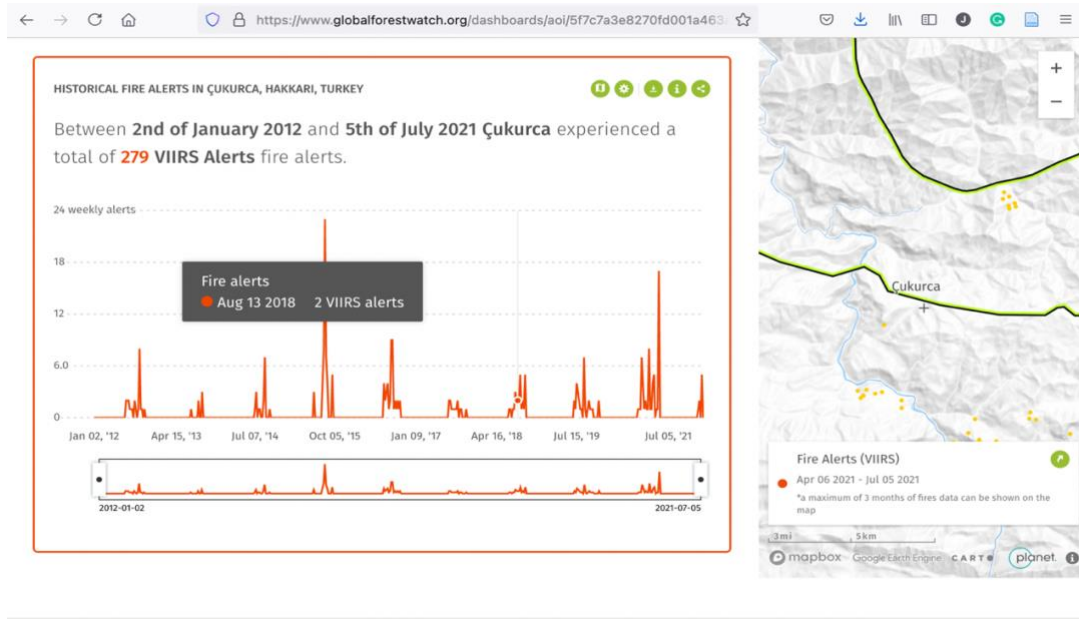 https://www.globalforestwatch.org/dashboards/aoi/5f7c7a3e8270fd001a463
HISTORICAL FIRE ALERTS IN ÇUKURCA, HAKKARI, TURKEY
Between 2nd of January 2012 and 5th of July 2021 Çukurca experienced a
total of 279 VIIRS Alerts fire alerts.
24 weekly alerts
18
Fire alerts
Aug 13 2018 2 VIIRS alerts
12
6.0
0
Jan 02, '12 Apr 15, '13 Jul 07, '14 Oct 05, '15 Jan 09, '17 Apr 16, '18 Jul 15, '19 Jul 05, '21
2012-01-02 2021-07-05
+
−
Çukurca
Fire Alerts (VIIRS)
Apr 06 2021 - Jul 05 2021
*a maximum of 3 months of fires data can be shown on the
map
3mi 5km
mapbox Google Earth Engine CARTO planet.